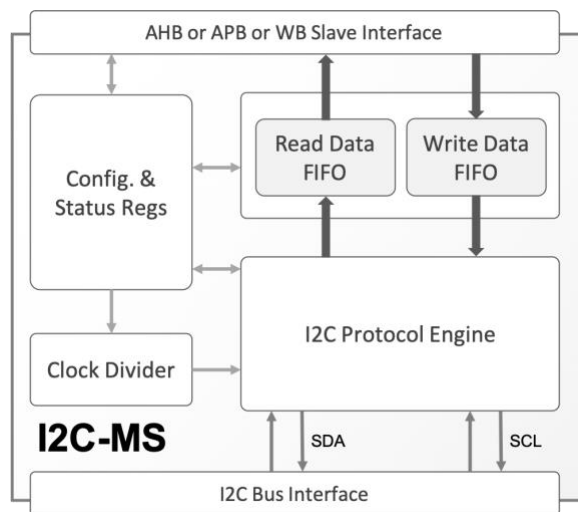 AHB or APB or WB Slave Interface
Read Data
FIFO
Write Data
FIFO
Config. &
Status Regs
I2C Protocol Engine
Clock Divider
I2C-MS
SDA
SCL
I2C Bus Interface